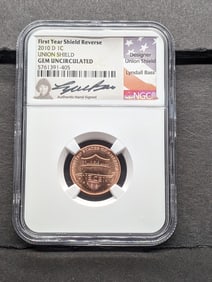 First Year Shield Reverse
2010 D 1C
UNION SHIELD
GEM UNCIRCULATED
5761391-405
Authentic Hand Signed
Designer
Union Shield
Lyndall Bass
NGC